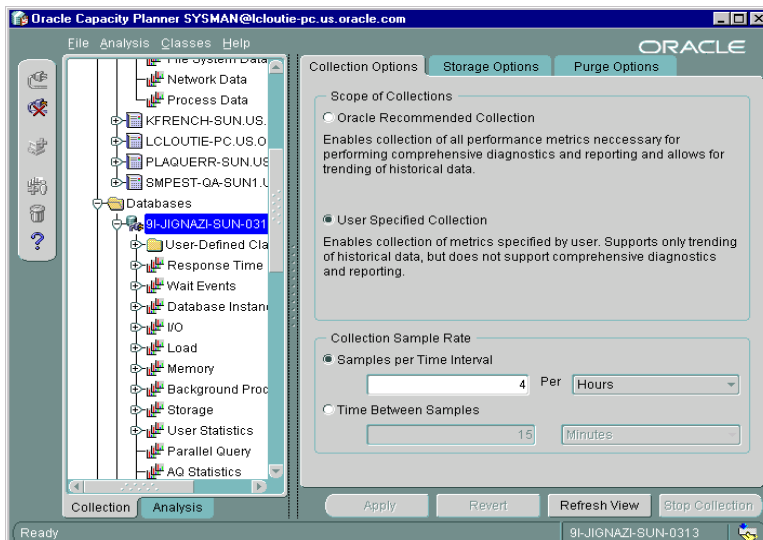 Oracle Capacity Planner SYSMAN@lcloutie-pc.us.oracle.com
File Analysis Classes Help
ORACLE
File System Data
Network Data
Process Data
KFRENCH-SUN.US.
LCLOUTIE-PC.US.O
PLAQUERR-SUN.US
SMPEST-QA-SUN1.U
Databases
9I-JIGNAZI-SUN-031
User-Defined Cla
Response Time
Wait Events
Database Instan
I/O
Load
Memory
Background Proc
Storage
User Statistics
Parallel Query
AQ Statistics
Collection Analysis
Collection Options Storage Options Purge Options
Scope of Collections
Oracle Recommended Collection
Enables collection of all performance metrics neccessary for
performing comprehensive diagnostics and reporting and allows for
trending of historical data.
User Specified Collection
Enables collection of metrics specified by user. Supports only trending
of historical data, but does not support comprehensive diagnostics
and reporting.
Collection Sample Rate
Samples per Time Interval
4 Per Hours
Time Between Samples
15 Minutes
Apply Revert Refresh View Stop Collection
Ready 9I-JIGNAZI-SUN-0313